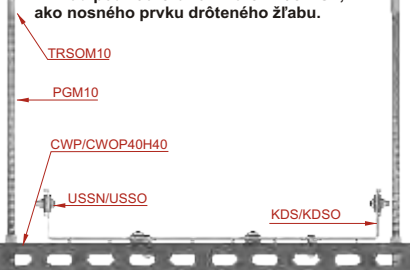 ako nosného prvku drôteného žľabu.
TRSOM10
PGM10
CWP/CWOP40H40
USSN/USSO
KDS/KDSO